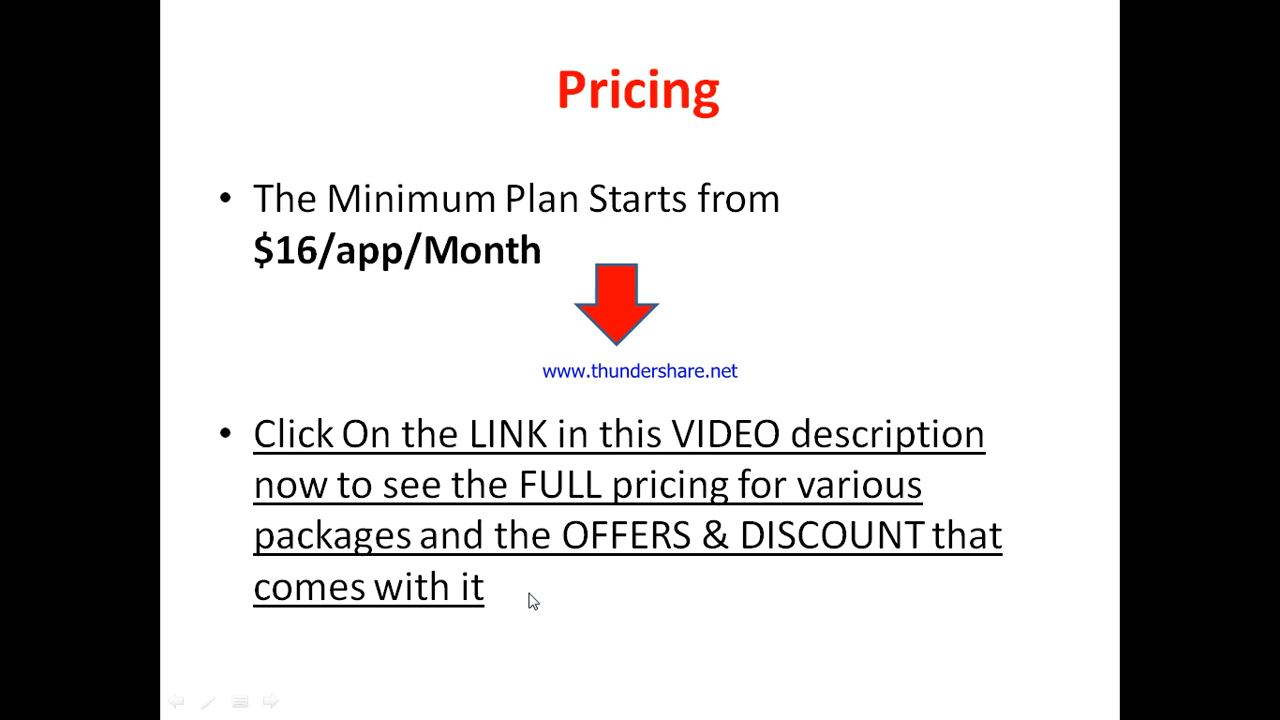 Pricing
• The Minimum Plan Starts from
$16/app/Month
www.thundershare.net
• Click On the LINK in this VIDEO description
now to see the FULL pricing for various
packages and the OFFERS & DISCOUNT that
comes with it